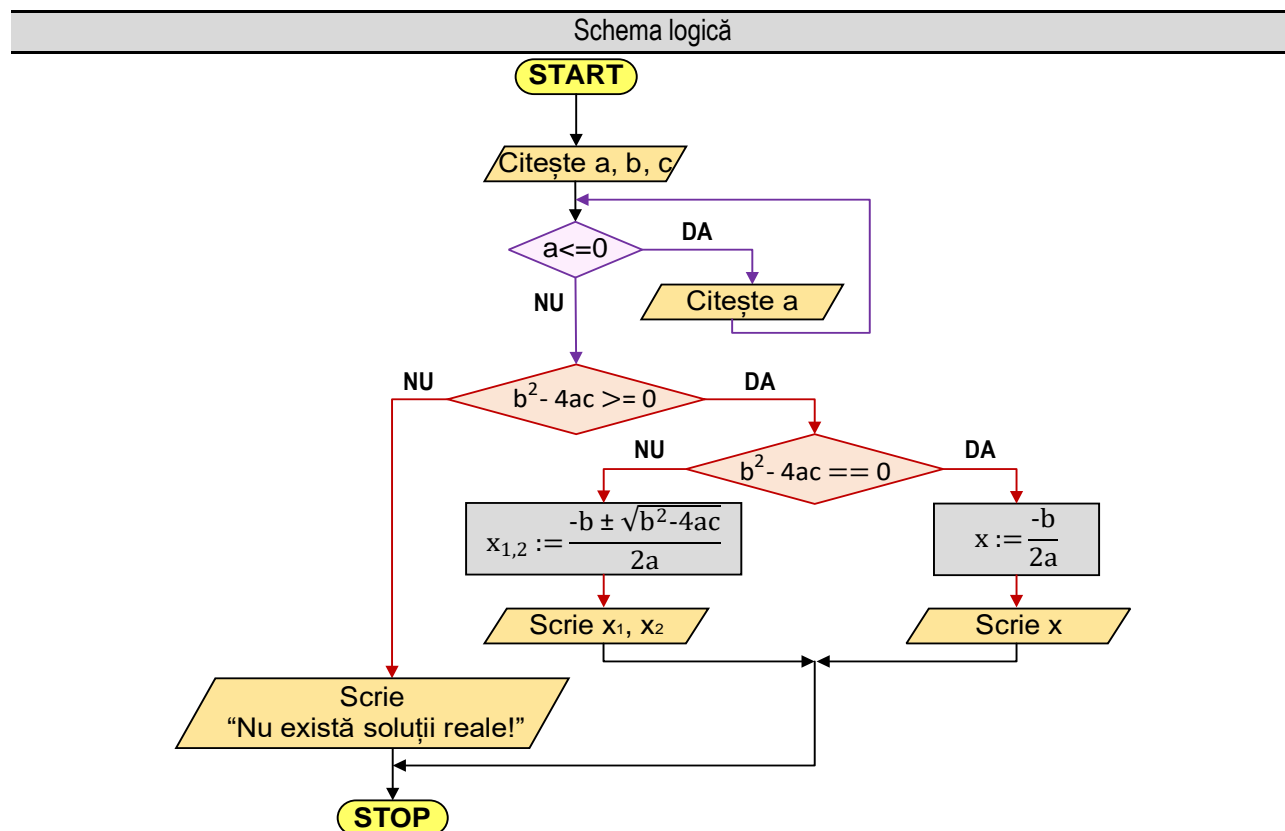 Schema logică
START
Citește a, b, c
a<=0
DA
NU
Citește a
NU
b²- 4ac >= 0
DA
NU
b²- 4ac == 0
DA
x₁,₂ := (-b ± √(b²-4ac))/(2a)
x := -b/(2a)
Scrie x₁, x₂
Scrie x
Scrie
“Nu există soluții reale!”
STOP